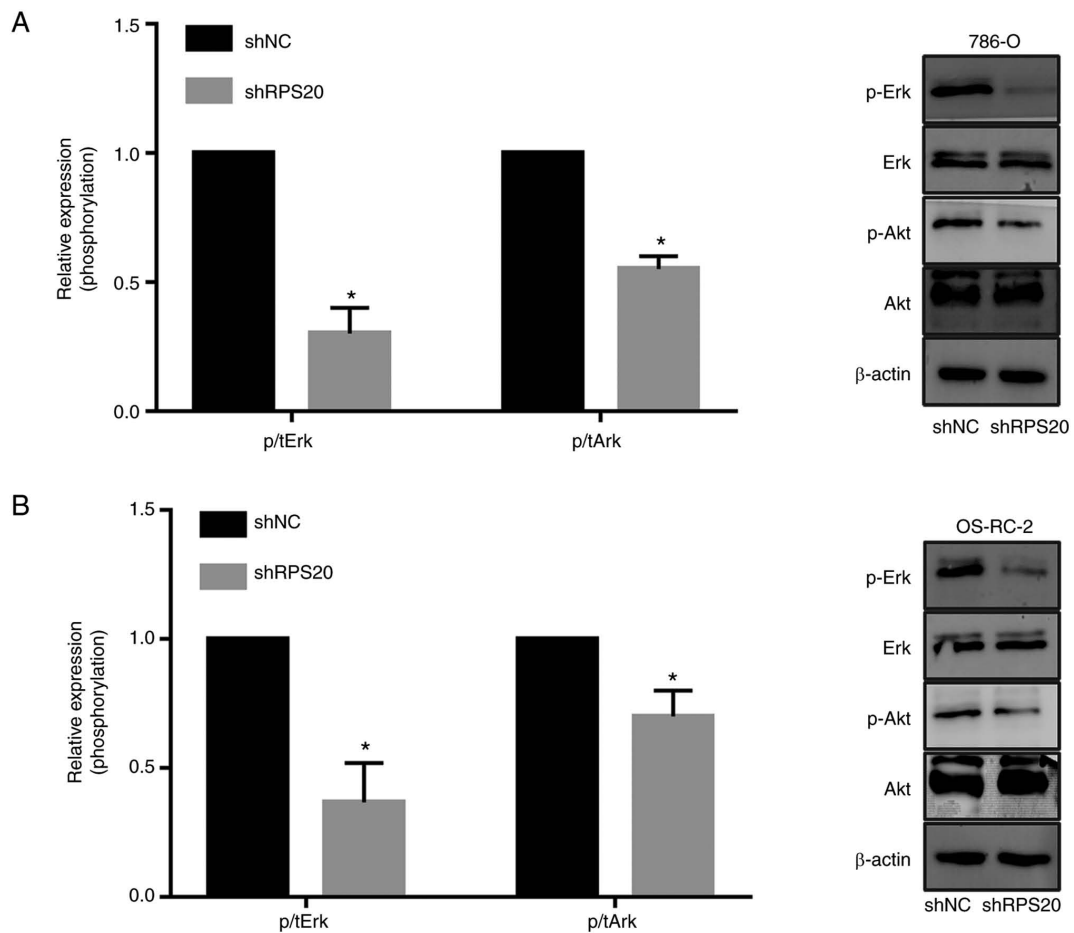 A
1.5
1.0
0.5
0.0
Relative expression
(phosphorylation)
shNC
shRPS20
*
*
p/tErk
p/tArk
786-O
p-Erk
Erk
p-Akt
Akt
β-actin
shNC shRPS20
B
1.5
1.0
0.5
0.0
Relative expression
(phosphorylation)
shNC
shRPS20
*
*
p/tErk
p/tArk
OS-RC-2
p-Erk
Erk
p-Akt
Akt
β-actin
shNC shRPS20